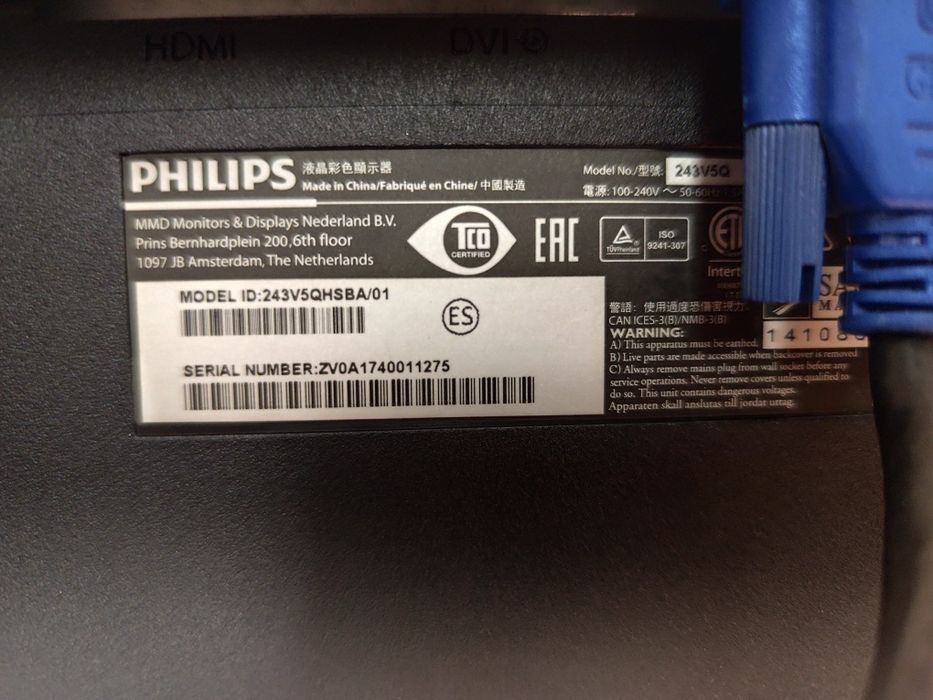 HDMI
DVI-D
PHILIPS
液晶彩色顯示器
Made in China/Fabriqué en Chine/ 中國製造
Model No./型號: 243V5Q
電源: 100-240V ~ 50-60Hz
MMD Monitors & Displays Nederland B.V.
Prins Bernhardplein 200, 6th floor
1097 JB Amsterdam, The Netherlands
TCO
CERTIFIED
EAC
TÜVRheinland
ISO
9241-307
MODEL ID:243V5QHSBA/01
ES
SERIAL NUMBER:ZV0A1740011275
警語: 使用過度恐傷害視力
CAN ICES-3(B)/NMB-3(B)
WARNING:
A) This apparatus must be earthed.
B) Live parts are made accessible when backcover is removed
C) Always remove mains plug from wall socket before any
service operations. Never remove covers unless qualified to
do so. This unit contains dangerous voltages.
Apparaten skall anslutas till jordat uttag.